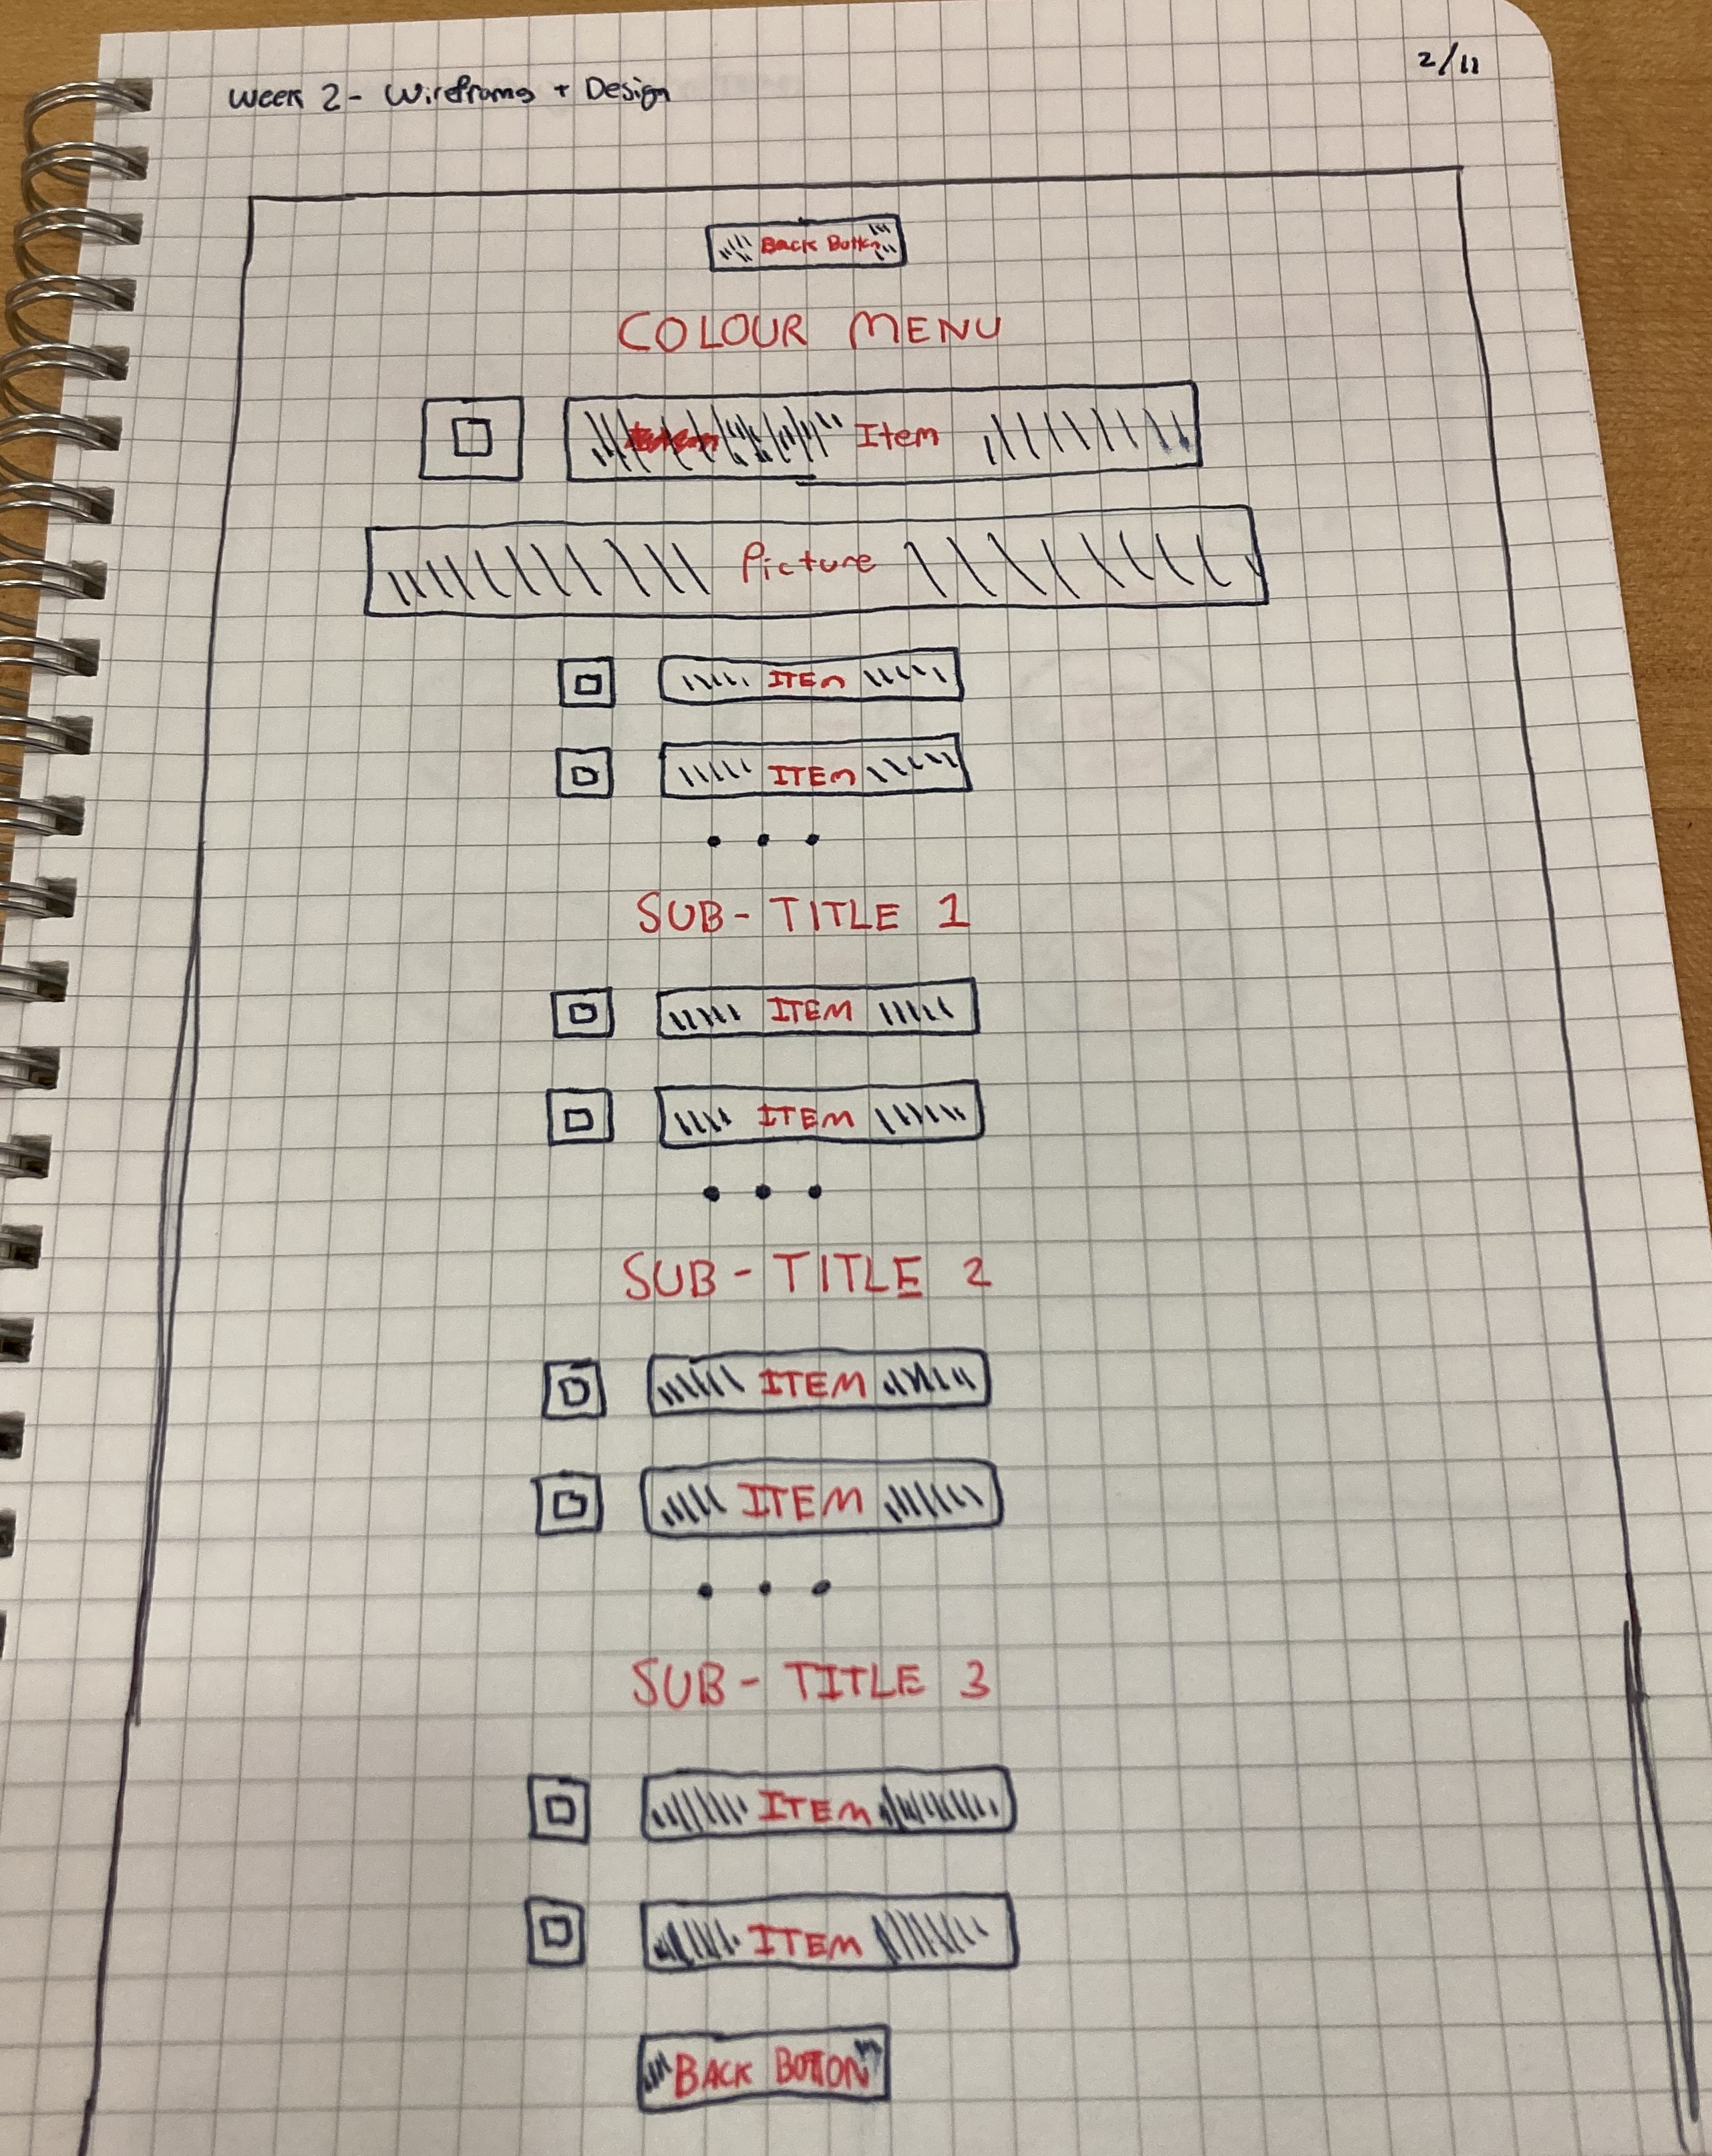 Week 2 - Wireframe + Design
2/11
Back Button
COLOUR MENU
Item
Picture
ITEM
ITEM
• • •
SUB - TITLE 1
ITEM
ITEM
• • •
SUB - TITLE 2
ITEM
ITEM
• • •
SUB - TITLE 3
ITEM
ITEM
BACK BUTTON